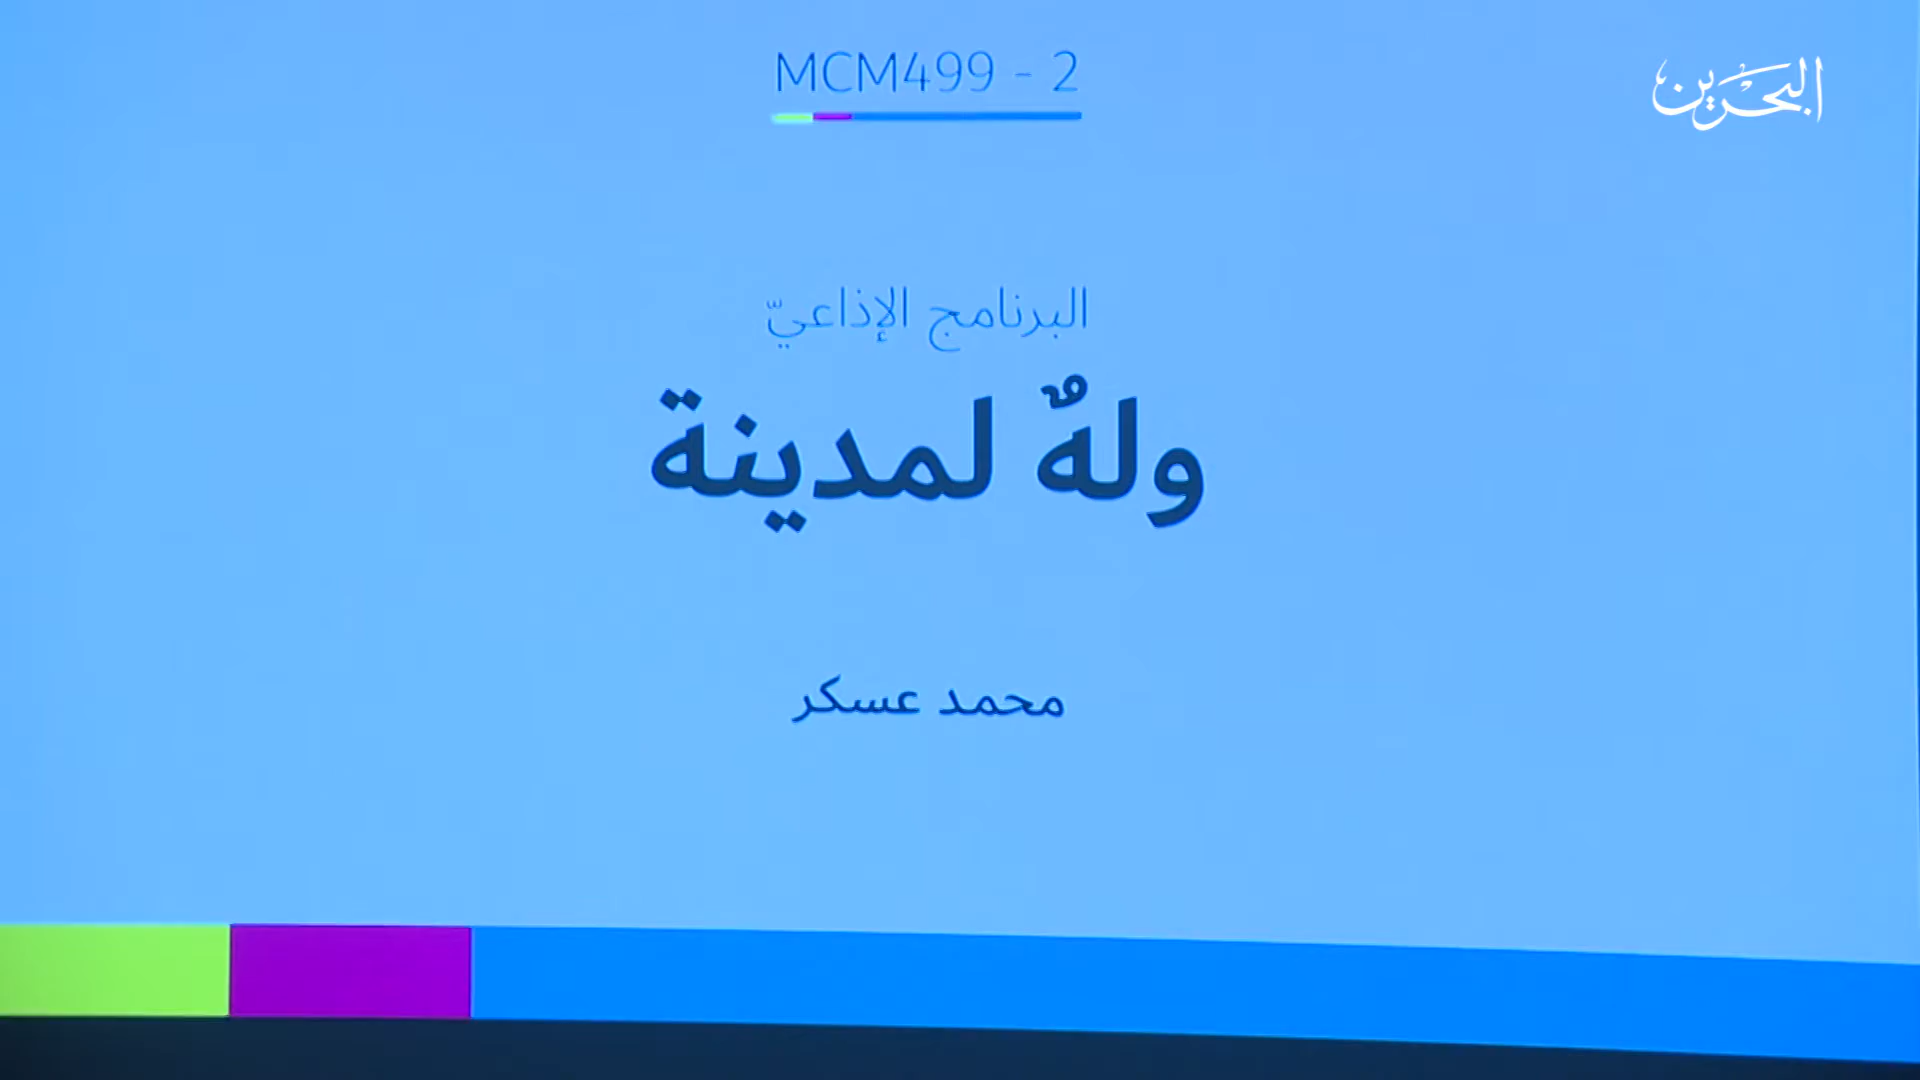 MCM499 - 2
البحرين
البرنامج الإذاعيّ
ولهٌ لمدينة
محمد عسكر